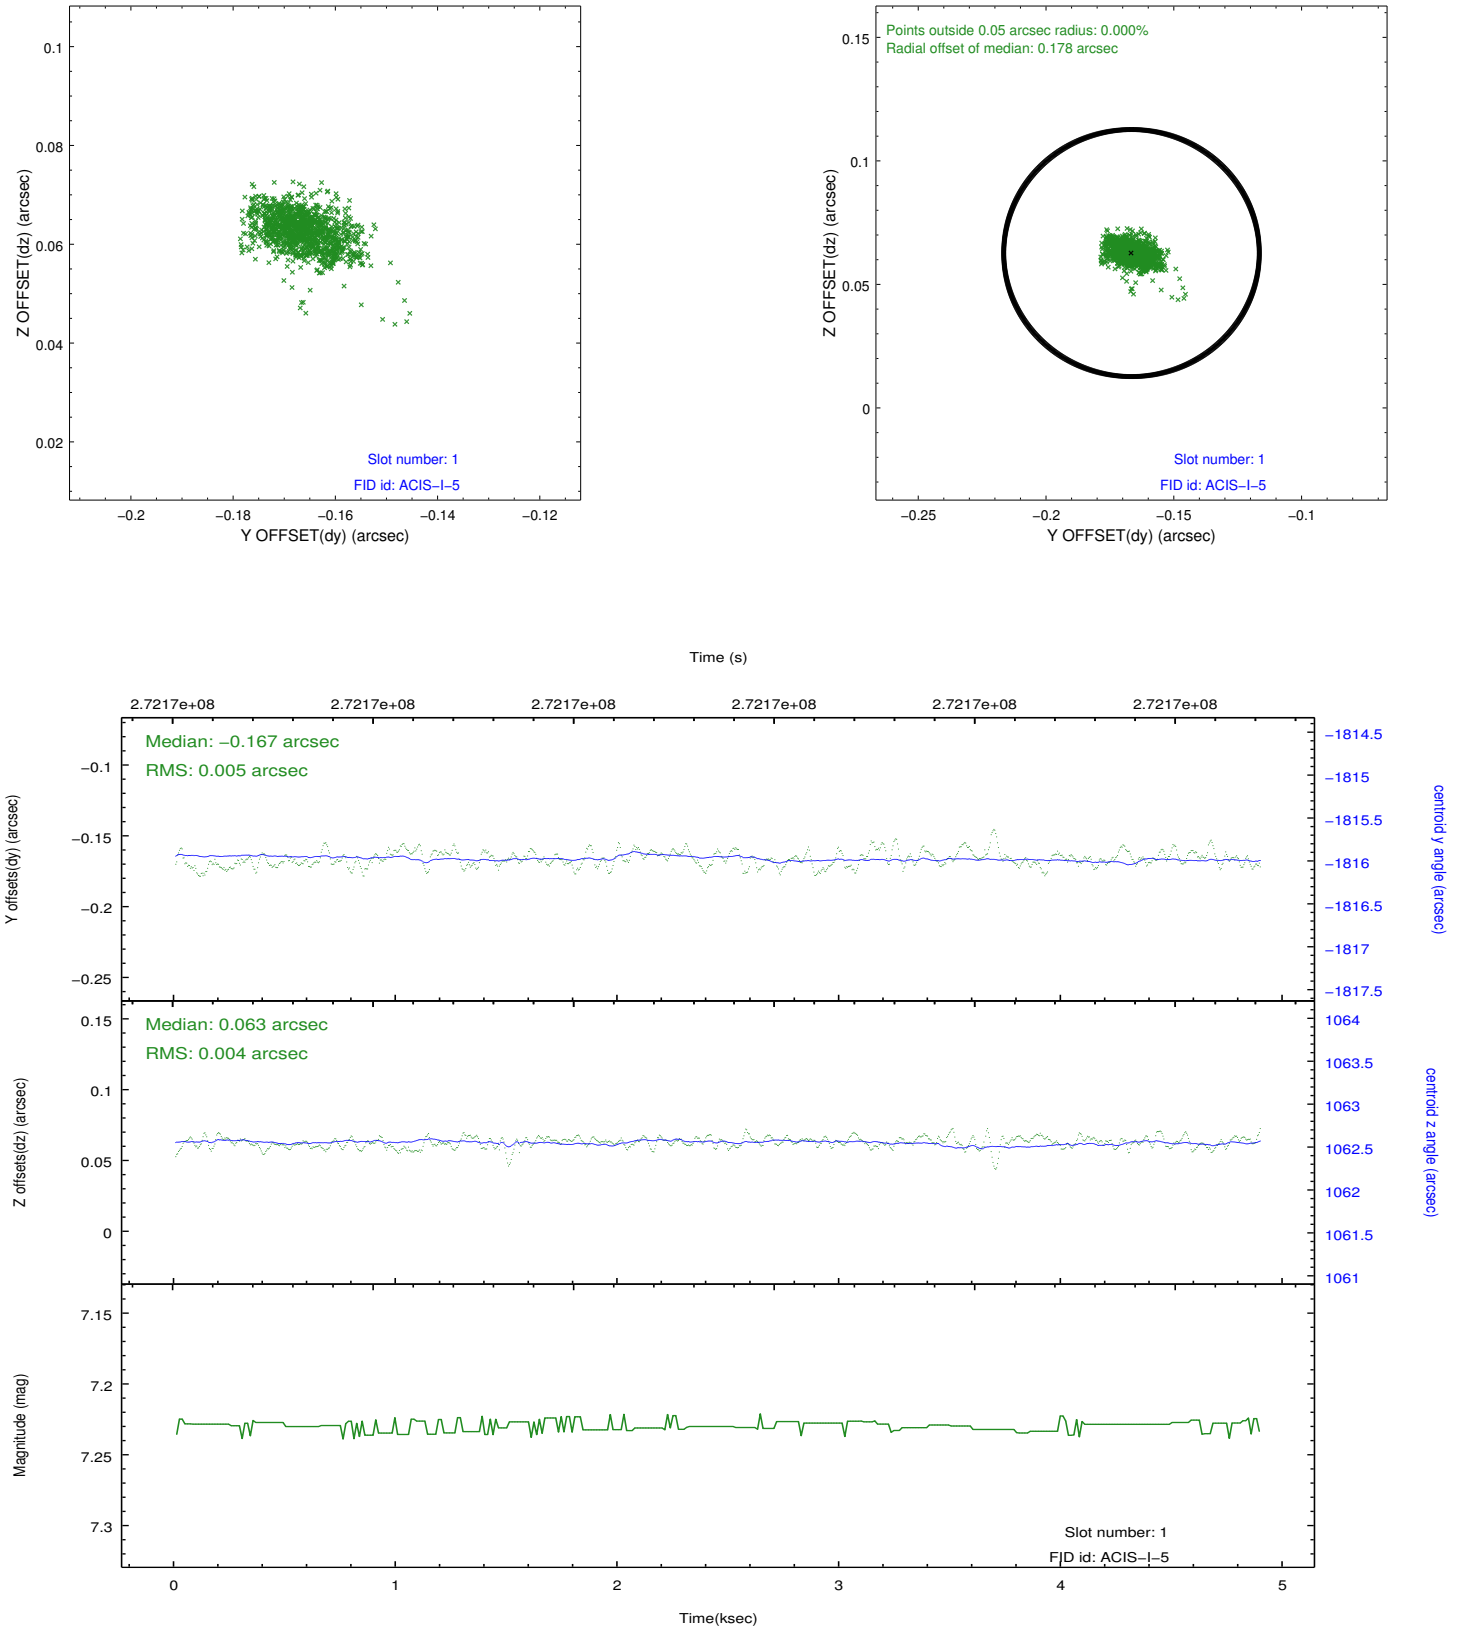 0.1
0.08
0.06
0.04
0.02
Z OFFSET(dz) (arcsec)
Slot number: 1
FID id: ACIS−I−5
−0.2 −0.18 −0.16 −0.14 −0.12
Y OFFSET(dy) (arcsec)
Points outside 0.05 arcsec radius: 0.000%
Radial offset of median: 0.178 arcsec
0.15
0.1
0.05
0
Z OFFSET(dz) (arcsec)
Slot number: 1
FID id: ACIS−I−5
−0.25 −0.2 −0.15 −0.1
Y OFFSET(dy) (arcsec)
Time (s)
2.7217e+08 2.7217e+08 2.7217e+08 2.7217e+08 2.7217e+08 2.7217e+08
Median: −0.167 arcsec
RMS: 0.005 arcsec
−0.1
−0.15
−0.2
−0.25
Y offsets(dy) (arcsec)
−1814.5
−1815
−1815.5
−1816
−1816.5
−1817
−1817.5
centroid y angle (arcsec)
Median: 0.063 arcsec
RMS: 0.004 arcsec
0.15
0.1
0.05
0
Z offsets(dz) (arcsec)
1064
1063.5
1063
1062.5
1062
1061.5
1061
centroid z angle (arcsec)
7.15
7.2
7.25
7.3
Magnitude (mag)
Slot number: 1
FID id: ACIS−I−5
0 1 2 3 4 5
Time(ksec)